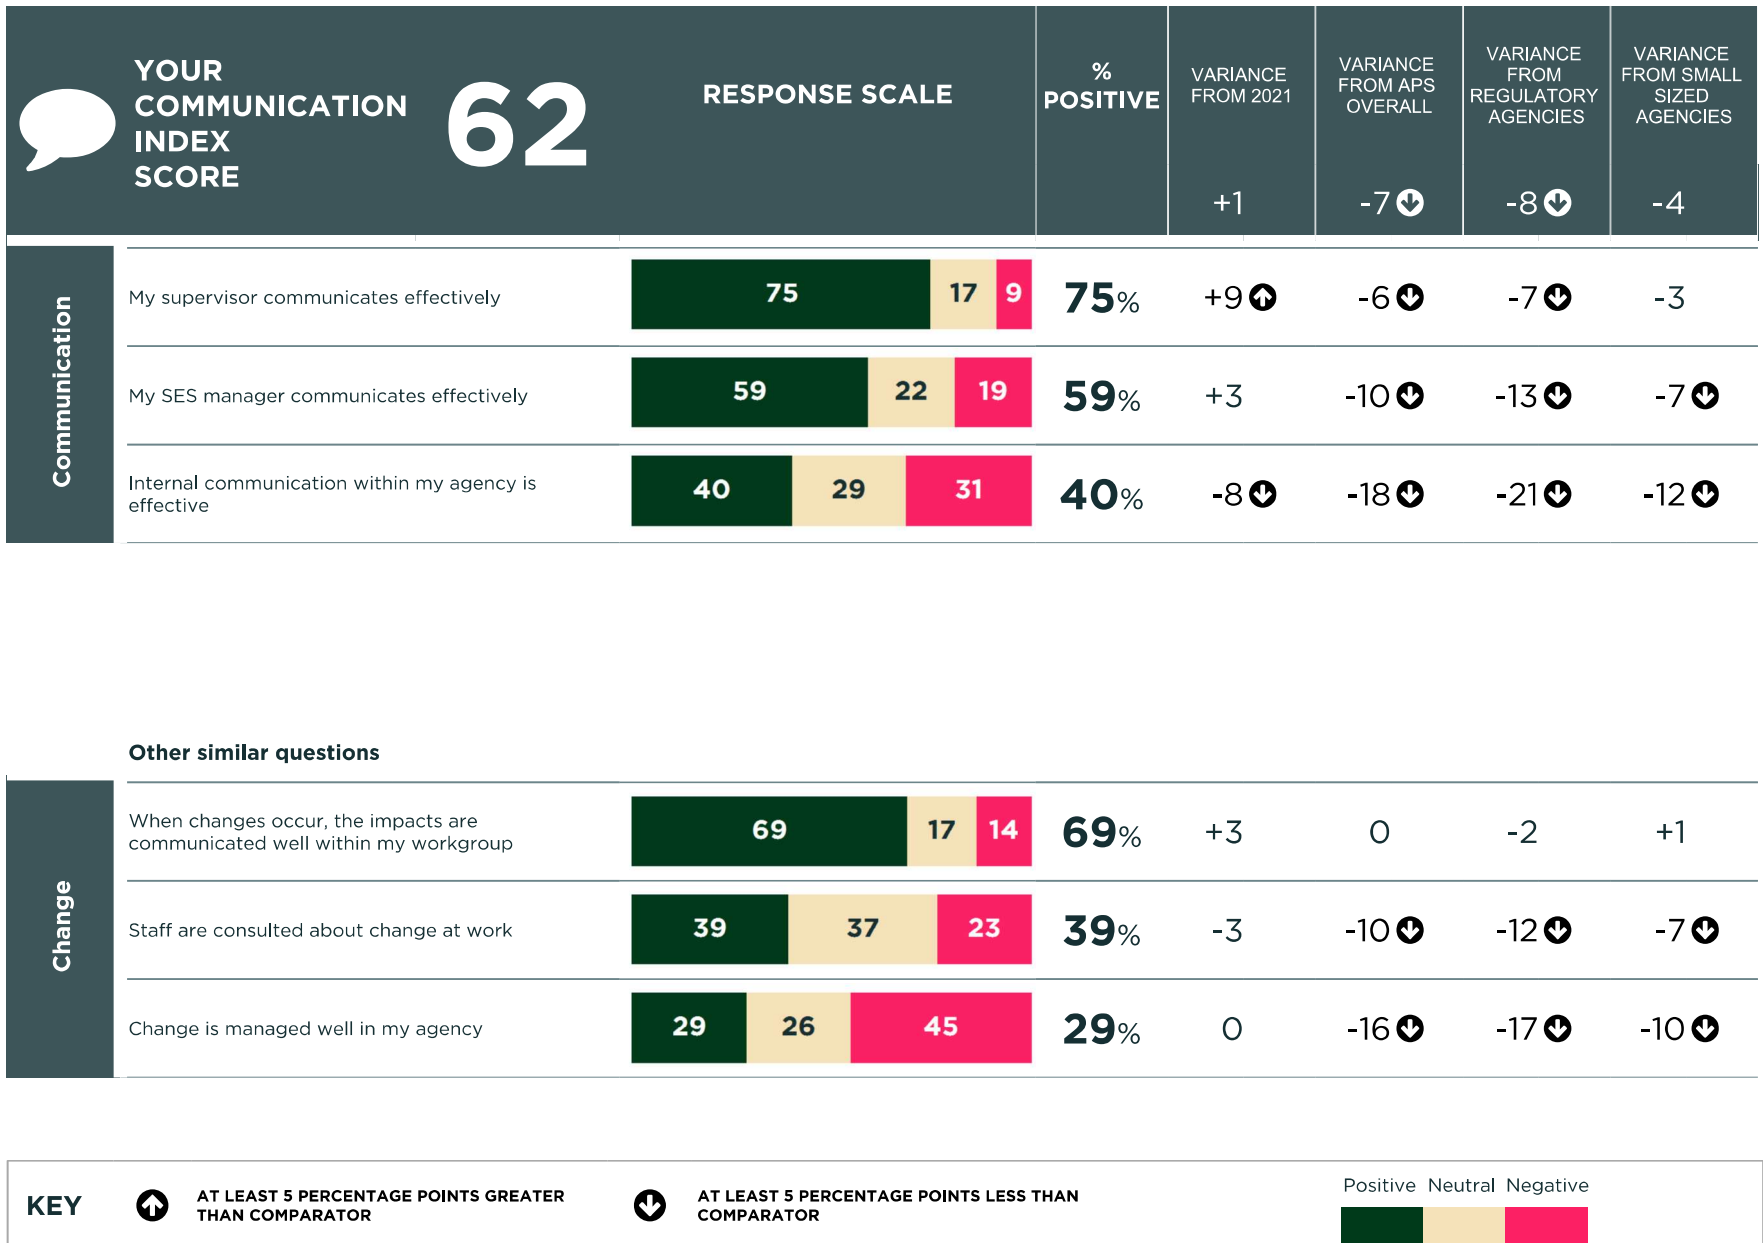 YOUR
COMMUNICATION
INDEX
SCORE
62
RESPONSE SCALE
%
POSITIVE
VARIANCE
FROM 2021
+1
VARIANCE
FROM APS
OVERALL
-7
VARIANCE
FROM
REGULATORY
AGENCIES
-8
VARIANCE
FROM SMALL
SIZED
AGENCIES
-4
Communication
My supervisor communicates effectively
75 17 9 75% +9 -6 -7 -3
My SES manager communicates effectively
59 22 19 59% +3 -10 -13 -7
Internal communication within my agency is
effective
40 29 31 40% -8 -18 -21 -12
Other similar questions
Change
When changes occur, the impacts are
communicated well within my workgroup
69 17 14 69% +3 0 -2 +1
Staff are consulted about change at work
39 37 23 39% -3 -10 -12 -7
Change is managed well in my agency
29 26 45 29% 0 -16 -17 -10
KEY
AT LEAST 5 PERCENTAGE POINTS GREATER
THAN COMPARATOR
AT LEAST 5 PERCENTAGE POINTS LESS THAN
COMPARATOR
Positive Neutral Negative